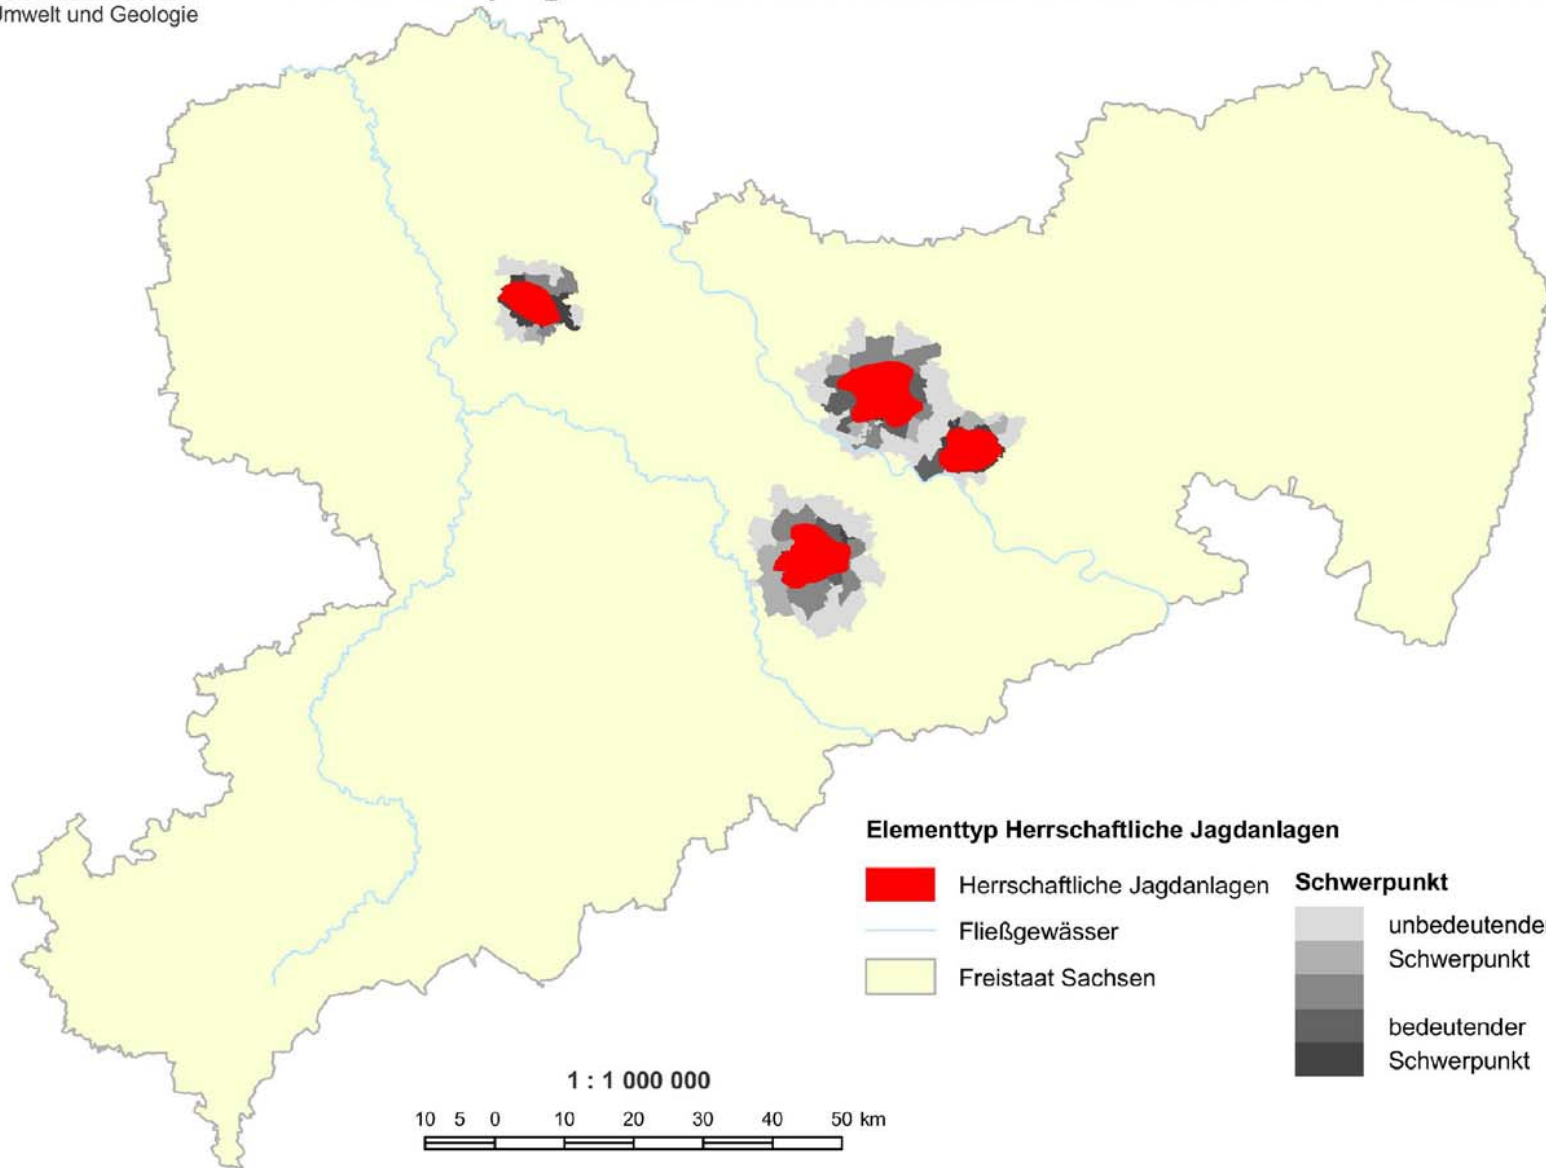 Umwelt und Geologie
Elementtyp Herrschaftliche Jagdanlagen
Herrschaftliche Jagdanlagen
Fließgewässer
Freistaat Sachsen
Schwerpunkt
unbedeutender
Schwerpunkt
bedeutender
Schwerpunkt
1 : 1 000 000
10 5 0 10 20 30 40 50 km